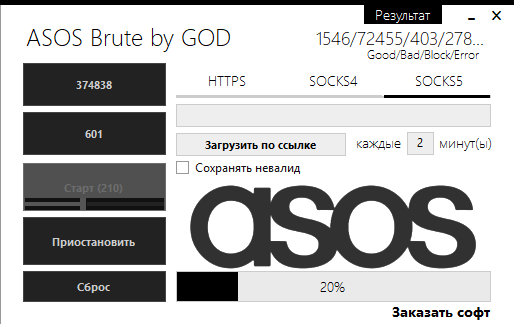 Результат
ASOS Brute by GOD
1546/72455/403/278...
Good/Bad/Block/Error
374838
HTTPS SOCKS4 SOCKS5
601
Загрузить по ссылке каждые 2 минут(ы)
Сохранять невалид
Старт (210)
asos
Приостановить
Сброс
20%
Заказать софт